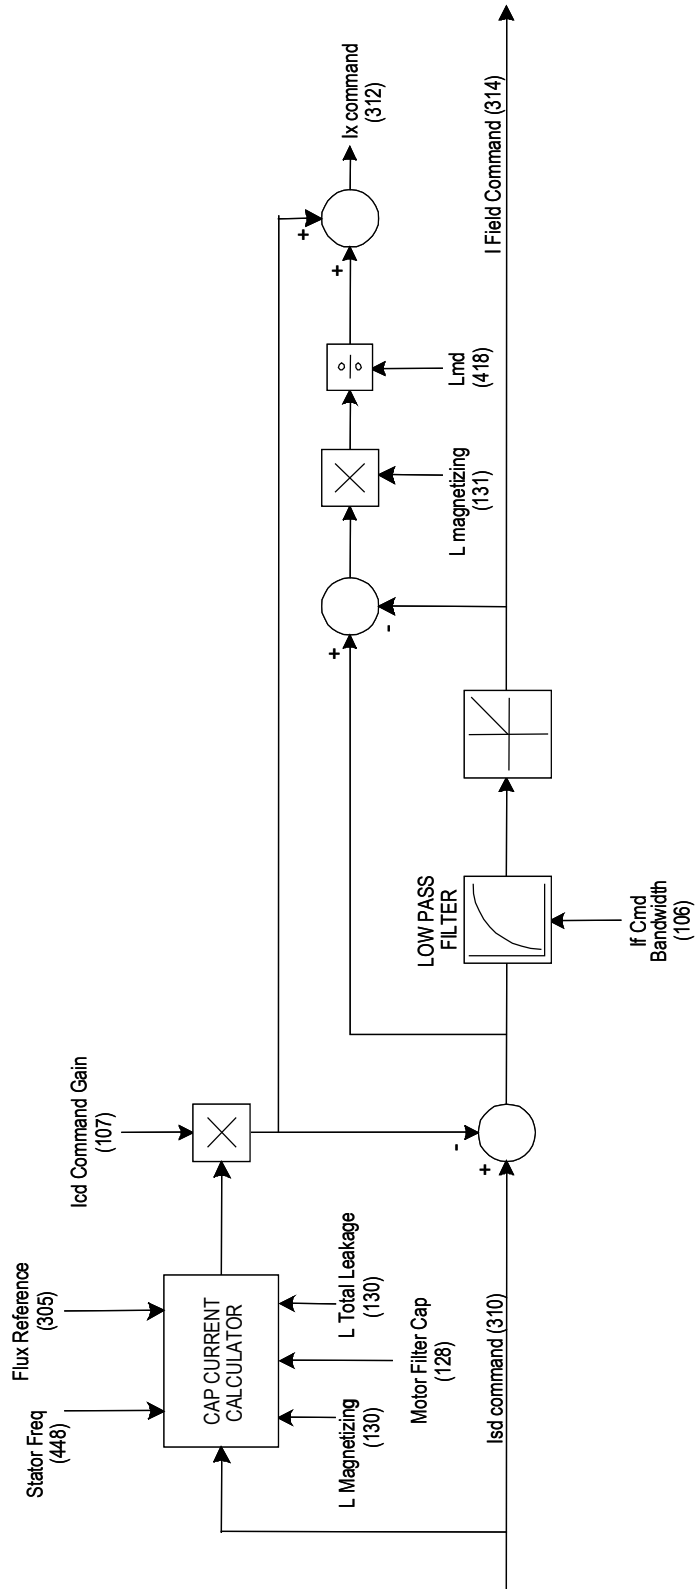 Stator Freq
(448)
Flux Reference
(305)
Icd Command Gain
(107)
CAP CURRENT
CALCULATOR
L Magnetizing
(130)
Motor Filter Cap
(128)
L Total Leakage
(130)
Isd command (310)
-
+
LOW PASS
FILTER
If Cmd
Bandwidth
(106)
+
-
L magnetizing
(131)
Lmd
(418)
+
+
Ix command
(312)
I Field Command (314)